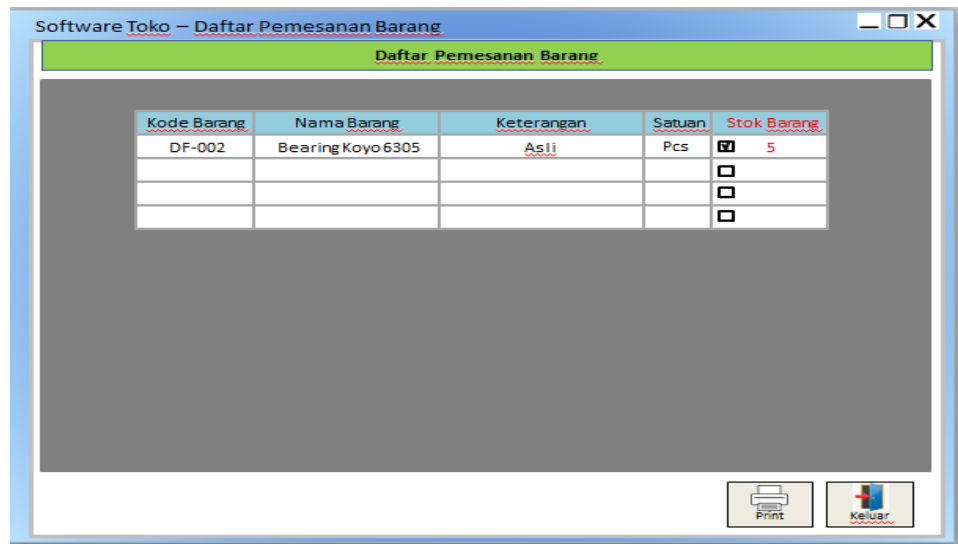 Software Toko – Daftar Pemesanan Barang
Daftar Pemesanan Barang
Kode Barang Nama Barang Keterangan Satuan Stok Barang
DF-002 Bearing Koyo 6305 Asli Pcs 5
Print Keluar